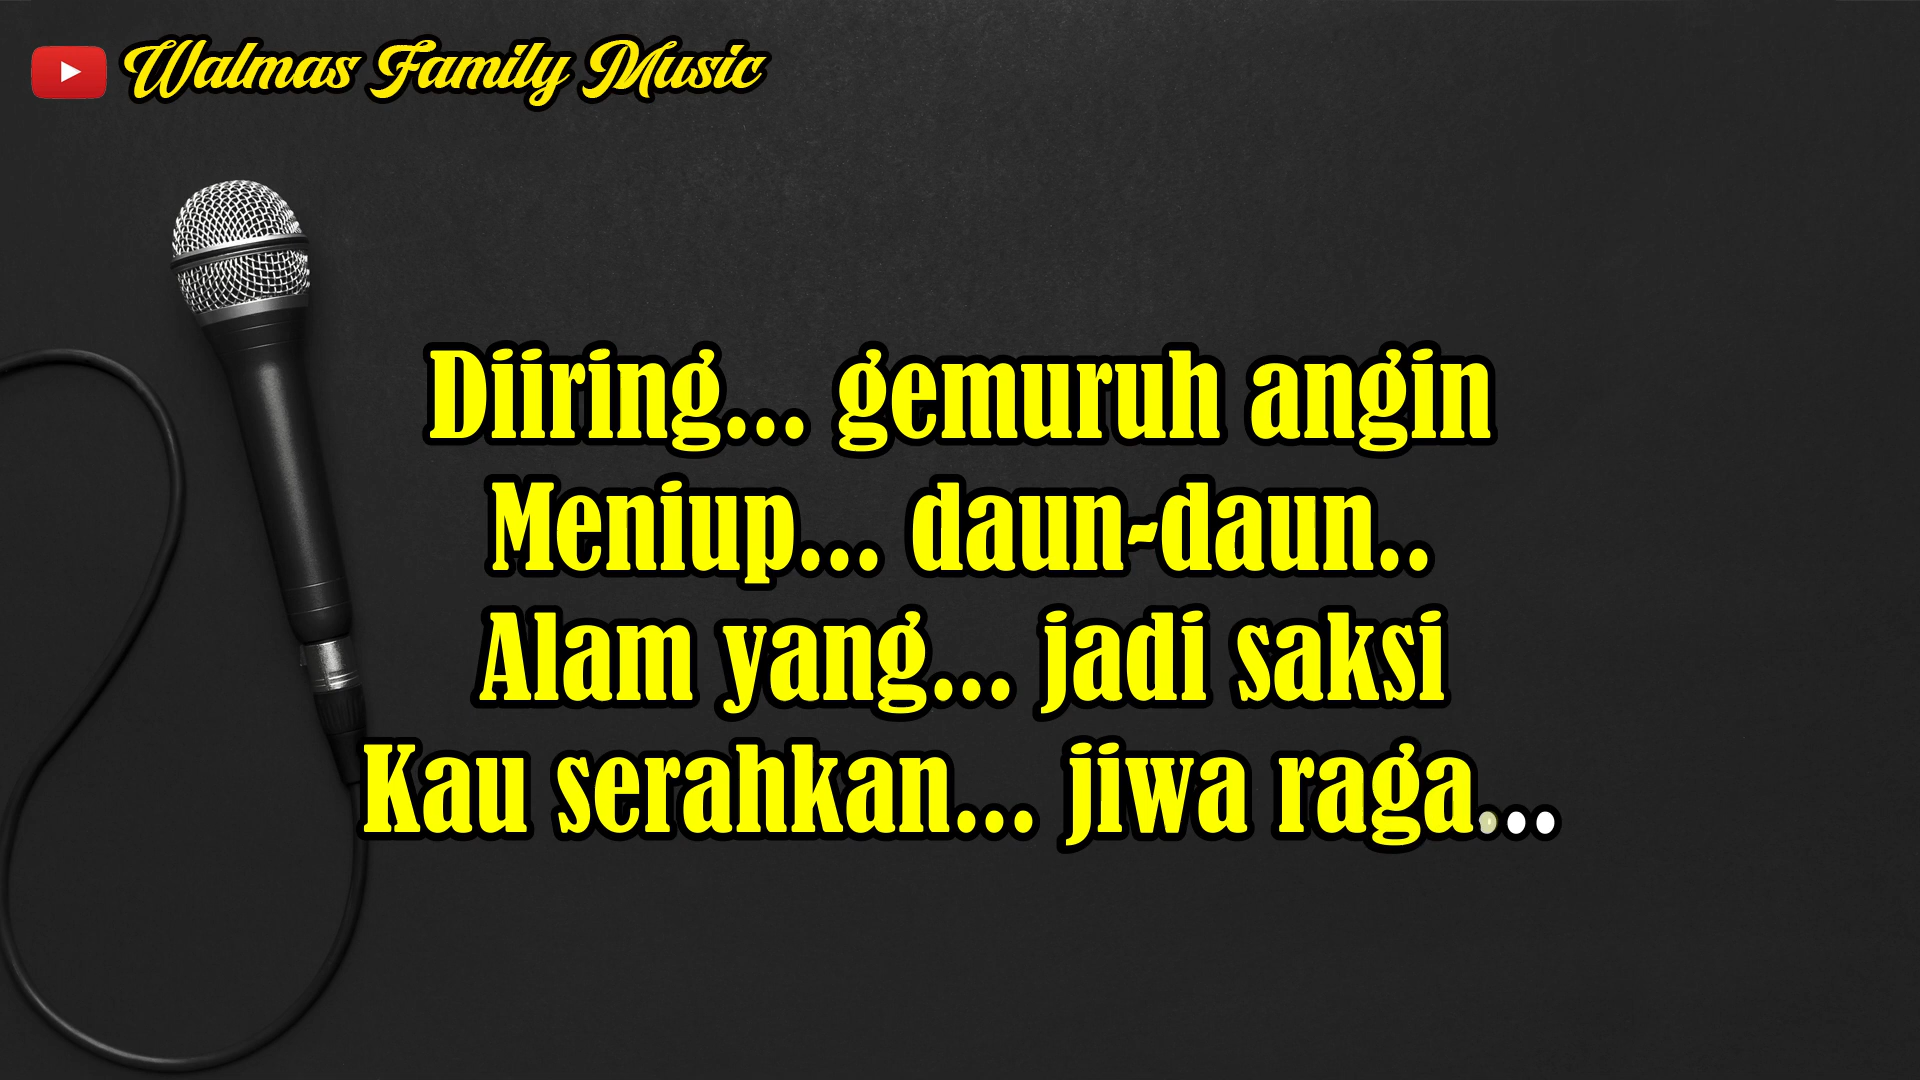 Walmas Family Music
Diiring... gemuruh angin
Meniup... daun-daun..
Alam yang... jadi saksi
Kau serahkan... jiwa raga...